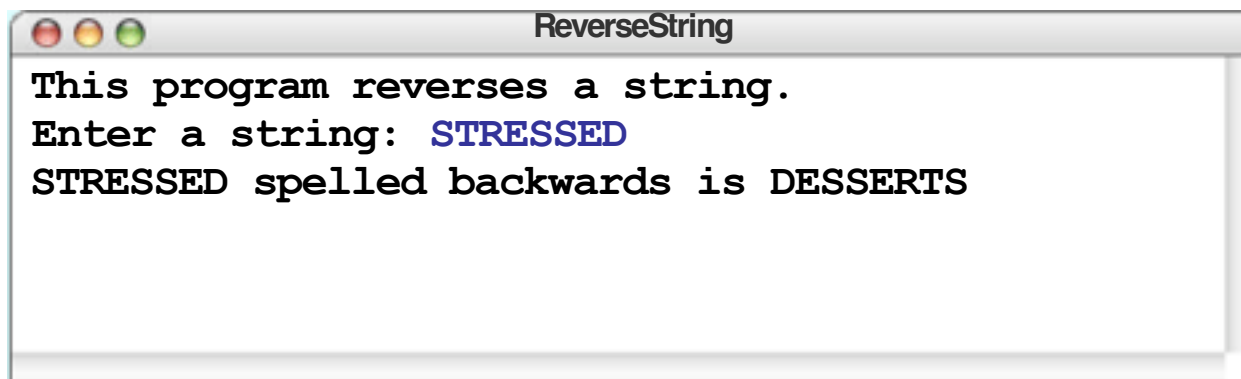 ReverseString
This program reverses a string.
Enter a string: STRESSED
STRESSED spelled backwards is DESSERTS